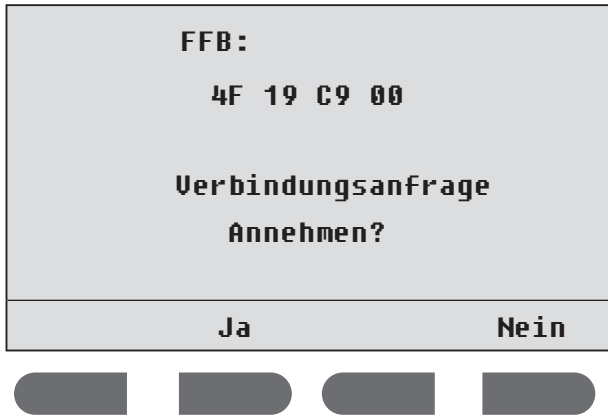 FFB:
4F 19 C9 00
Verbindungsanfrage
Annehmen?
Ja Nein